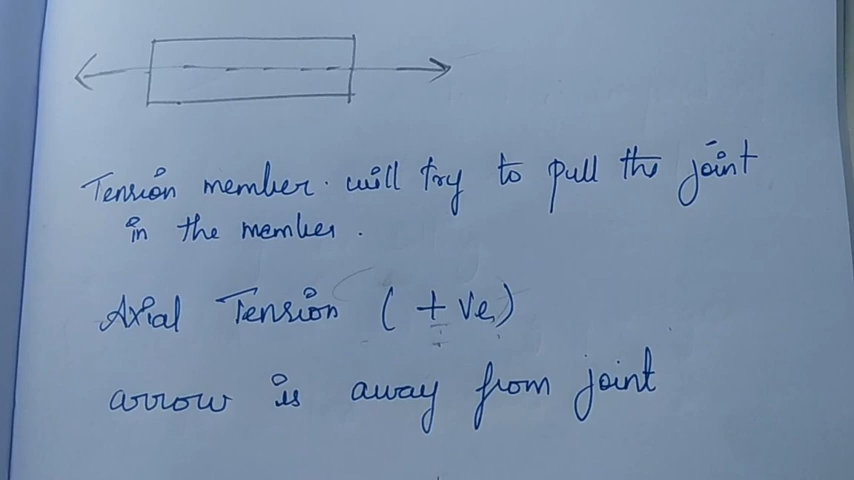 Tension member. will try to pull the joint
in the member.
Axial Tension (+ve)
arrow is away from joint